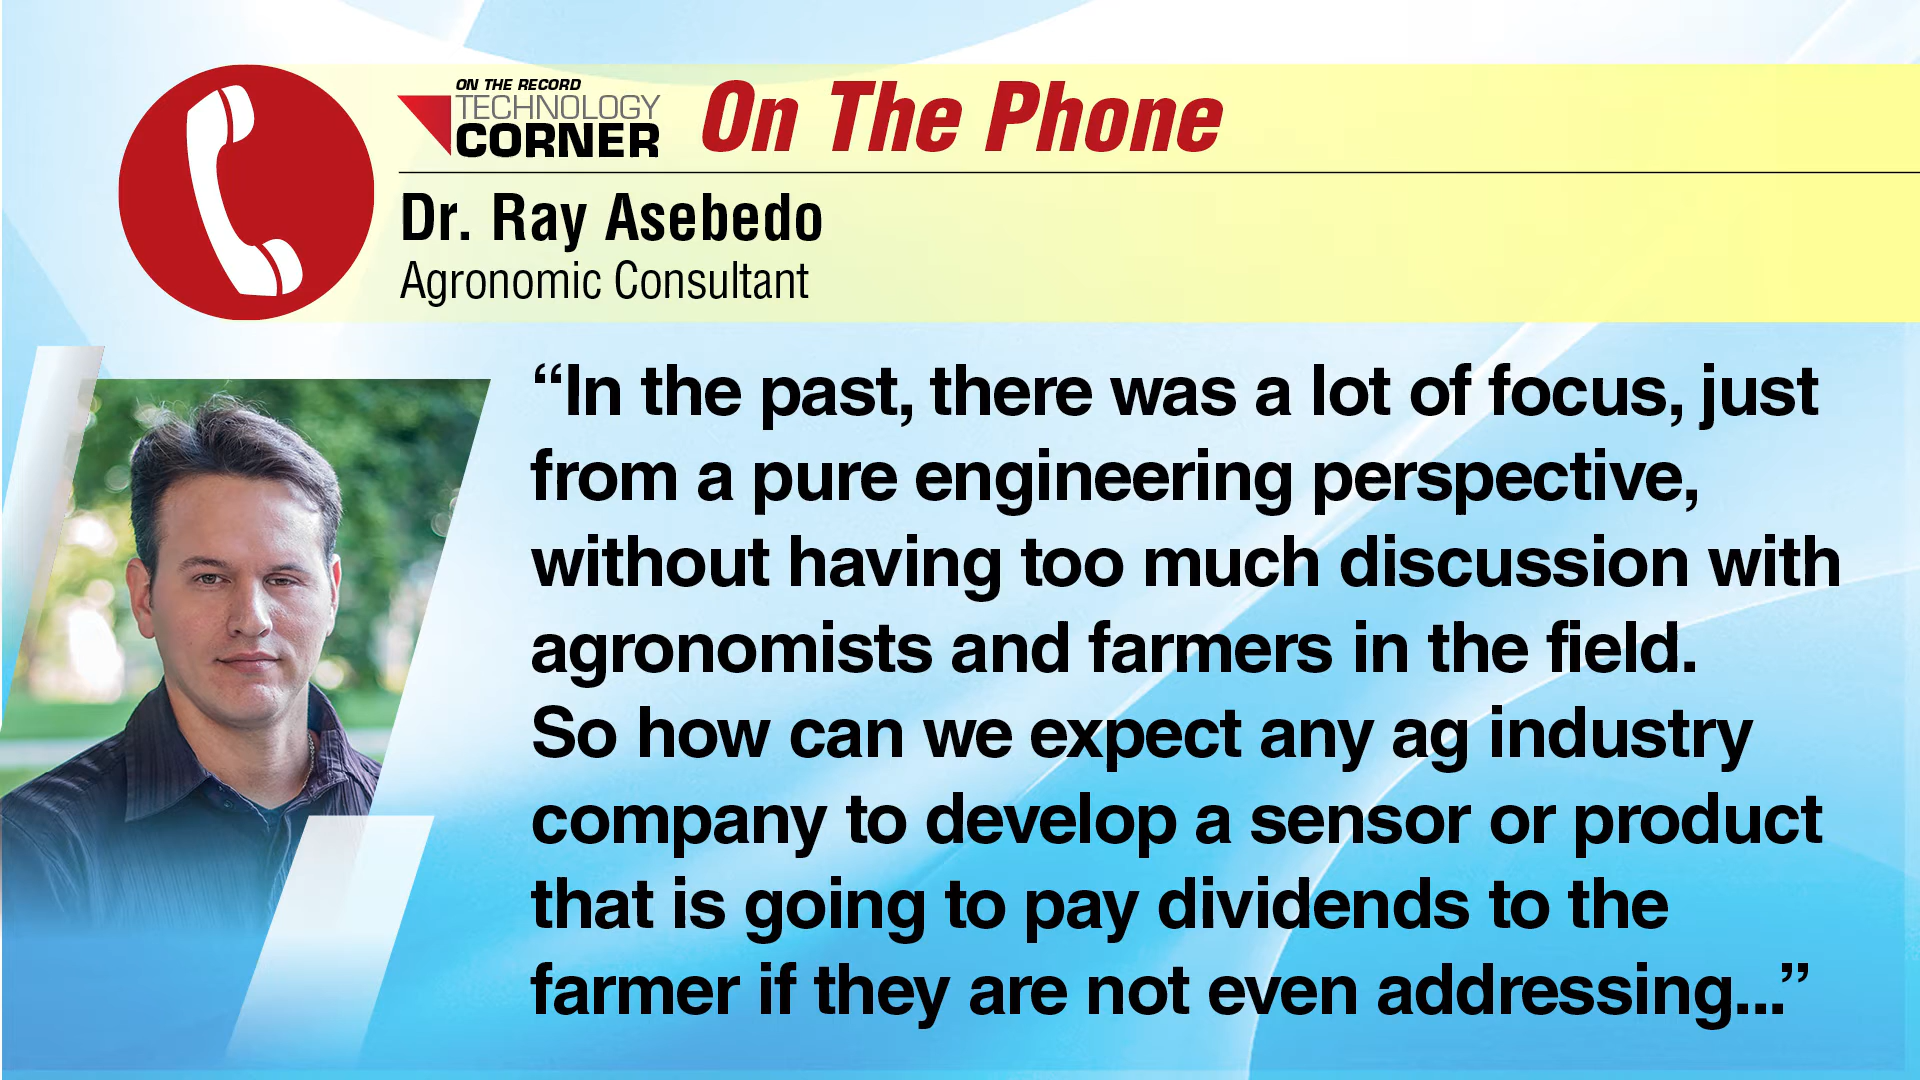 ON THE RECORD
TECHNOLOGY
CORNER
On The Phone
Dr. Ray Asebedo
Agronomic Consultant
“In the past, there was a lot of focus, just
from a pure engineering perspective,
without having too much discussion with
agronomists and farmers in the field.
So how can we expect any ag industry
company to develop a sensor or product
that is going to pay dividends to the
farmer if they are not even addressing...”